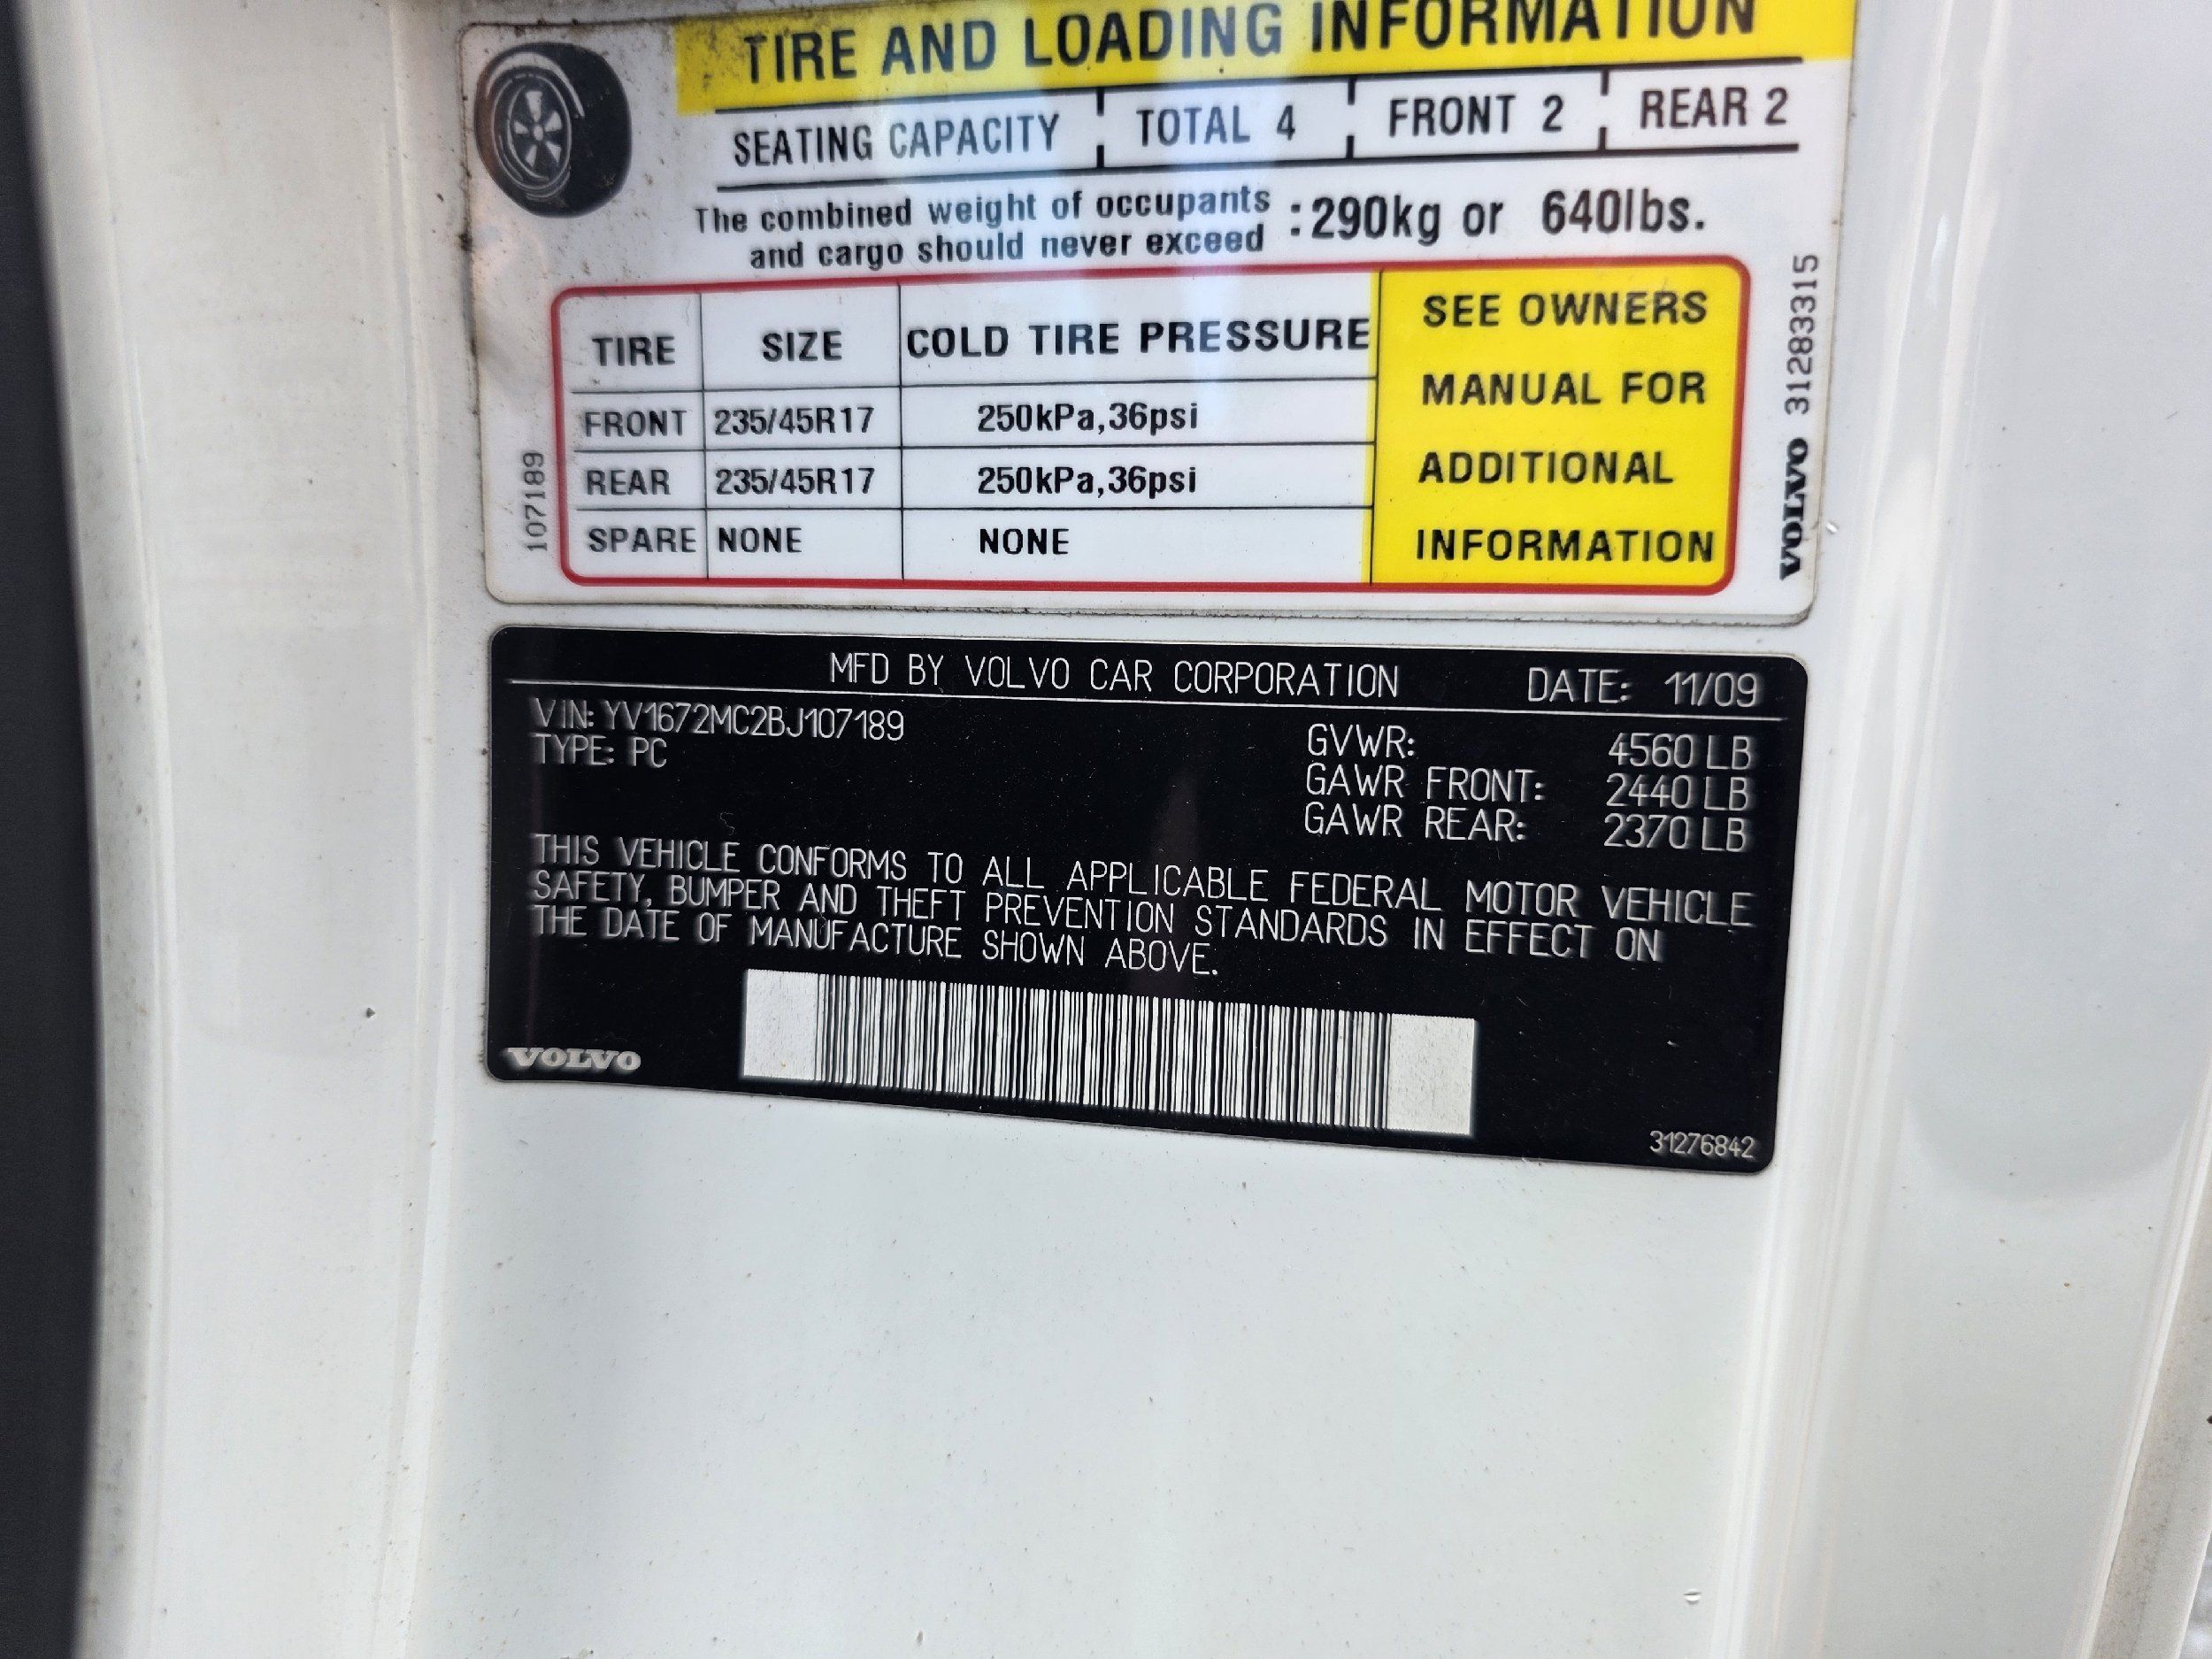 TIRE AND LOADING INFORMATION
SEATING CAPACITY TOTAL 4 FRONT 2 REAR 2
The combined weight of occupants
and cargo should never exceed : 290kg or 640lbs.
TIRE SIZE COLD TIRE PRESSURE
FRONT 235/45R17 250kPa,36psi
REAR 235/45R17 250kPa,36psi
SPARE NONE NONE
SEE OWNERS
MANUAL FOR
ADDITIONAL
INFORMATION
107189
VOLVO 31283315
MFD BY VOLVO CAR CORPORATION DATE: 11/09
VIN: YV1672MC2BJ107189
TYPE: PC
GVWR: 4560 LB
GAWR FRONT: 2440 LB
GAWR REAR: 2370 LB
THIS VEHICLE CONFORMS TO ALL APPLICABLE FEDERAL MOTOR VEHICLE
SAFETY, BUMPER AND THEFT PREVENTION STANDARDS IN EFFECT ON
THE DATE OF MANUFACTURE SHOWN ABOVE.
VOLVO
31276842